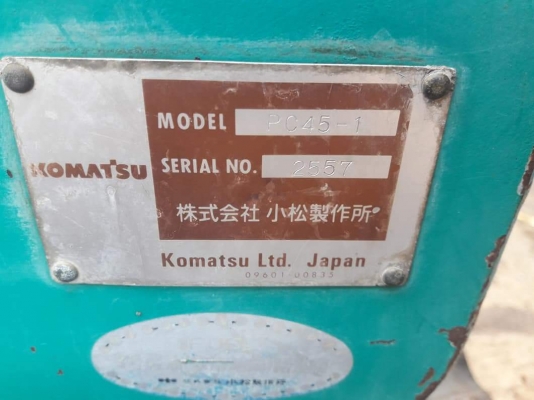 MODEL PC45-1
KOMATSU
SERIAL NO. 2557
株式会社 小松製作所
Komatsu Ltd. Japan
09601 00833